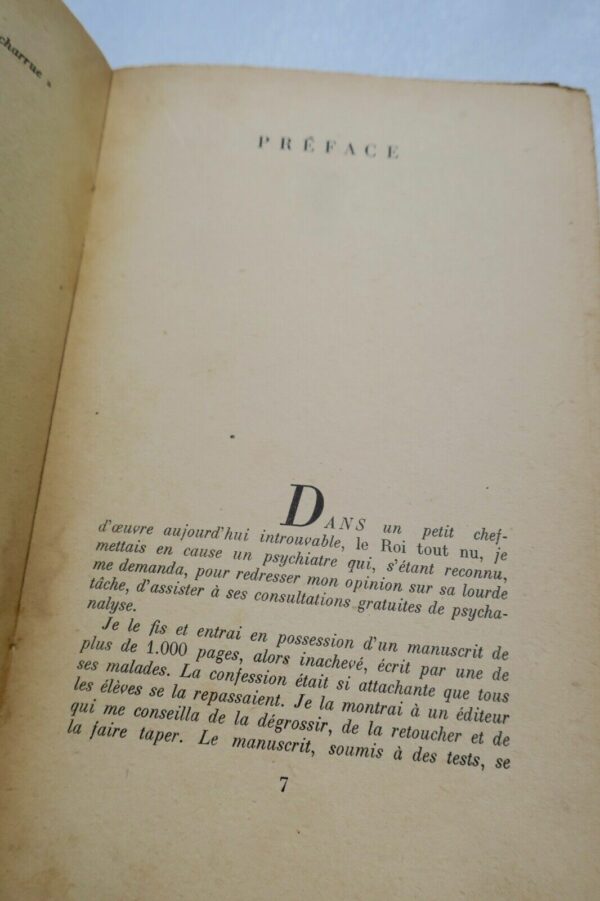 charrue »
PRÉFACE
DANS un petit chef-
d'œuvre aujourd'hui introuvable, le Roi tout nu, je
mettais en cause un psychiatre qui, s'étant reconnu,
me demanda, pour redresser mon opinion sur sa lourde
tâche, d'assister à ses consultations gratuites de psycha-
nalyse.
Je le fis et entrai en possession d'un manuscrit de
plus de 1.000 pages, alors inachevé, écrit par une de
ses malades. La confession était si attachante que tous
les élèves se la repassaient. Je la montrai à un éditeur
qui me conseilla de la dégrossir, de la retoucher et de
la faire taper. Le manuscrit, soumis à des tests, se
7